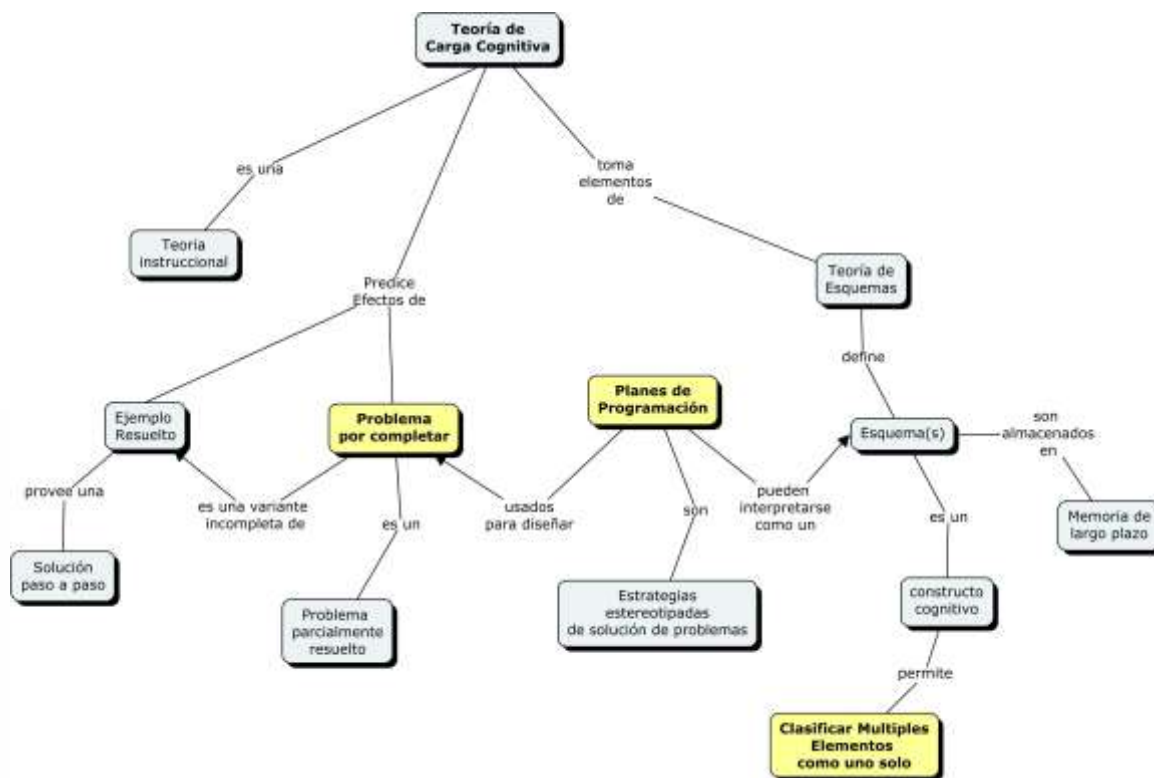 Teoría de
Carga Cognitiva
es una
toma
elementos
de
Teoria
instruccional
Teoría de
Esquemas
Predice
Efectos de
define
Ejemplo
Resuelto
Problema
por completar
Planes de
Programación
Esquema(s)
son
almacenados
en
provee una
es una variante
incompleta de
es un
usados
para diseñar
son
pueden
interpretarse
como un
es un
Memoria de
largo plazo
Solución
paso a paso
Problema
parcialmente
resuelto
Estrategias
estereotipadas
de solución de problemas
constructo
cognitivo
permite
Clasificar Multiples
Elementos
como uno solo